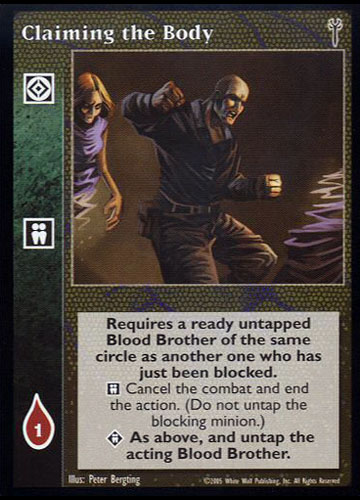 Claiming the Body
Requires a ready untapped
Blood Brother of the same
circle as another one who has
just been blocked.
Cancel the combat and end
the action. (Do not untap the
blocking minion.)
As above, and untap the
acting Blood Brother.
1
Illus: Peter Bergting ©2005 White Wolf Publishing, Inc. All Rights Reserved